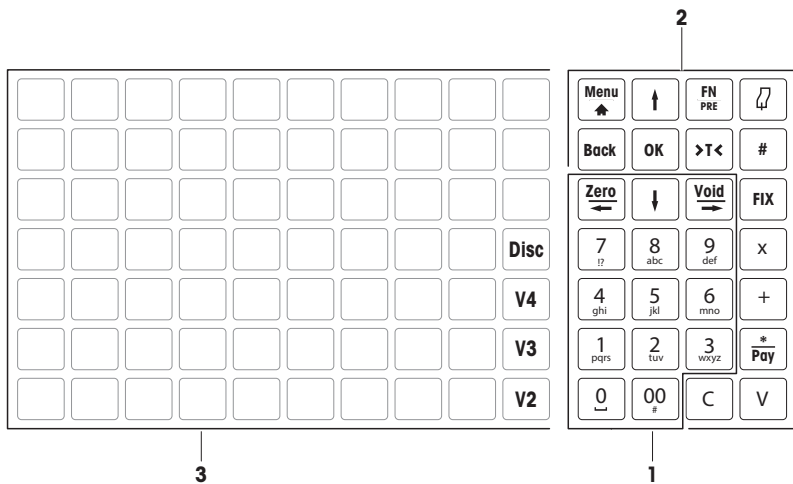 2
Menu FN PRE
Back OK >T< #
Zero Void FIX
Disc 7 !? 8 abc 9 def x
V4 4 ghi 5 jkl 6 mno +
V3 1 pqrs 2 tuv 3 wxyz * Pay
V2 0 00 # C V
3 1